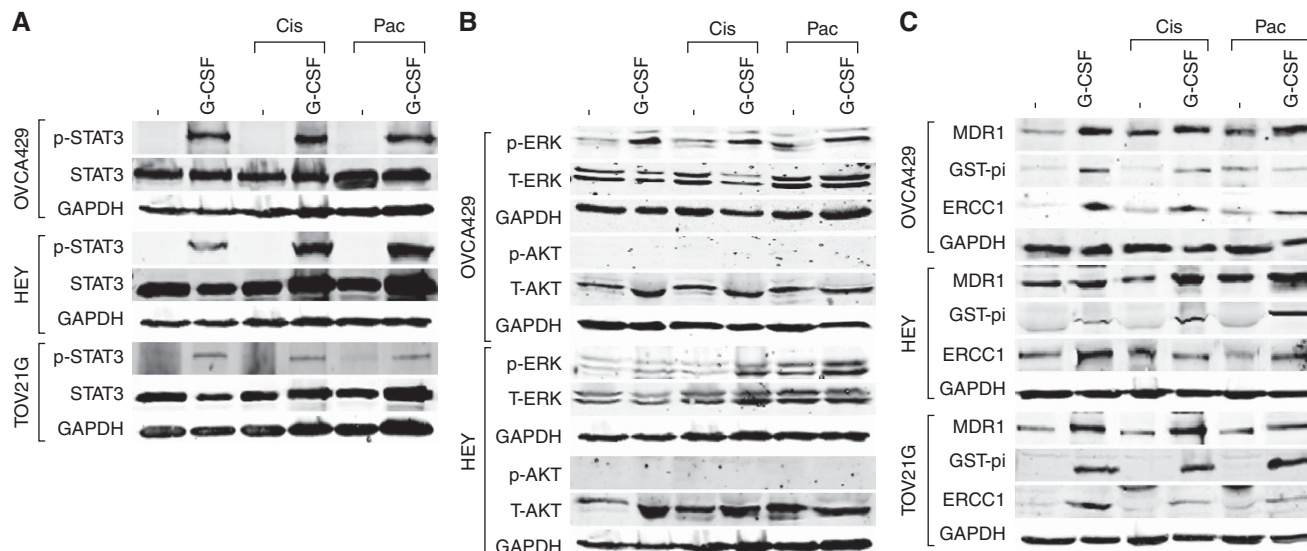 A
Cis
Pac
-
G-CSF
-
G-CSF
-
G-CSF
OVCA429
p-STAT3
STAT3
GAPDH
HEY
p-STAT3
STAT3
GAPDH
TOV21G
p-STAT3
STAT3
GAPDH
B
Cis
Pac
-
G-CSF
-
G-CSF
-
G-CSF
OVCA429
p-ERK
T-ERK
GAPDH
p-AKT
T-AKT
GAPDH
HEY
p-ERK
T-ERK
GAPDH
p-AKT
T-AKT
GAPDH
C
Cis
Pac
-
G-CSF
-
G-CSF
-
G-CSF
OVCA429
MDR1
GST-pi
ERCC1
GAPDH
HEY
MDR1
GST-pi
ERCC1
GAPDH
TOV21G
MDR1
GST-pi
ERCC1
GAPDH